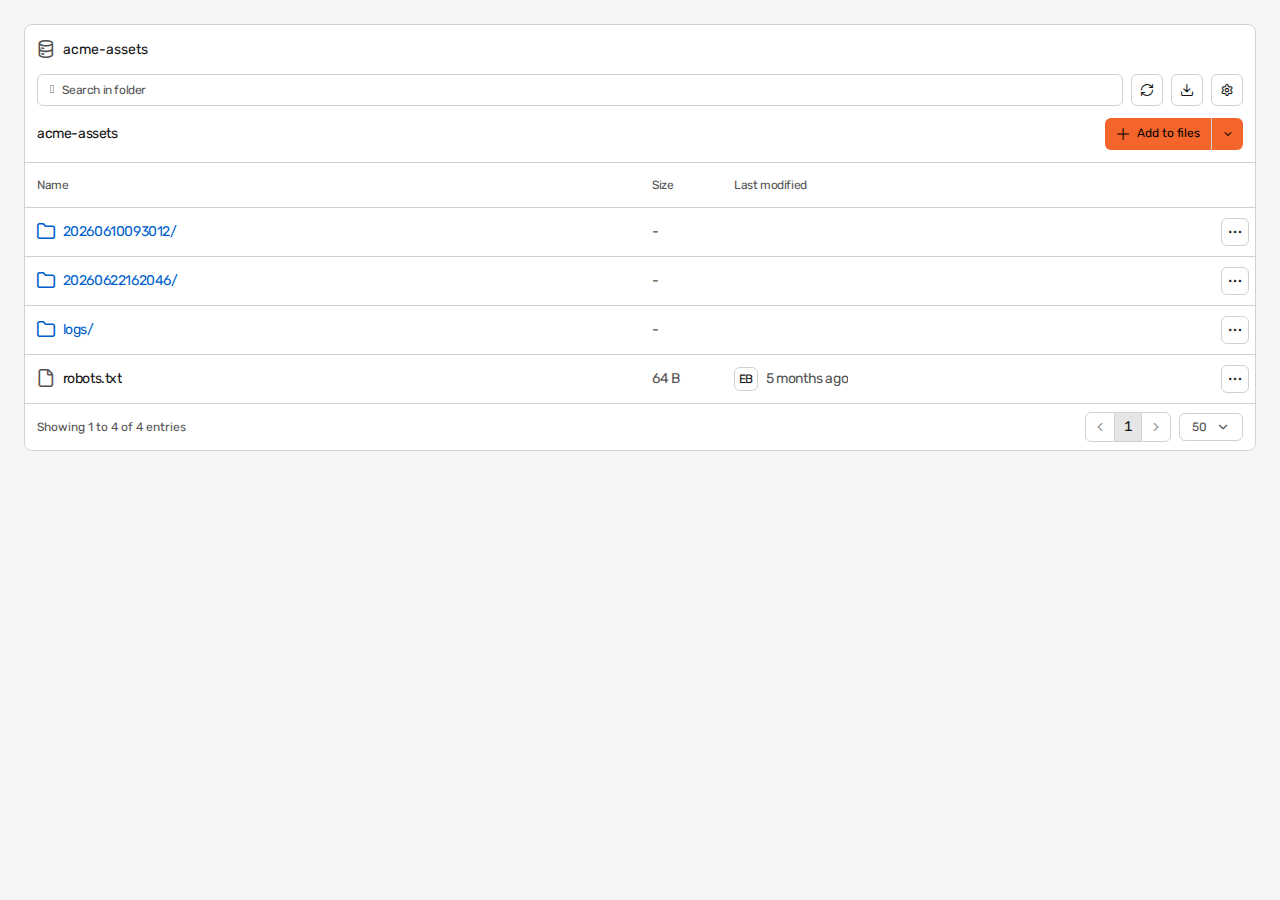 acme-assets
Search in folder
acme-assets
Add to files
Name Size Last modified
20260610093012/ -
20260622162046/ -
logs/ -
robots.txt 64 B EB 5 months ago
Showing 1 to 4 of 4 entries 1 50